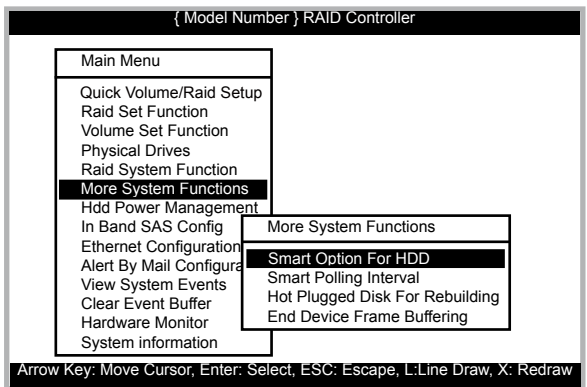 { Model Number } RAID Controller
Main Menu
Quick Volume/Raid Setup
Raid Set Function
Volume Set Function
Physical Drives
Raid System Function
More System Functions
Hdd Power Management
In Band SAS Config
Ethernet Configuration
Alert By Mail Configura
View System Events
Clear Event Buffer
Hardware Monitor
System information
More System Functions
Smart Option For HDD
Smart Polling Interval
Hot Plugged Disk For Rebuilding
End Device Frame Buffering
Arrow Key: Move Cursor, Enter: Select, ESC: Escape, L:Line Draw, X: Redraw